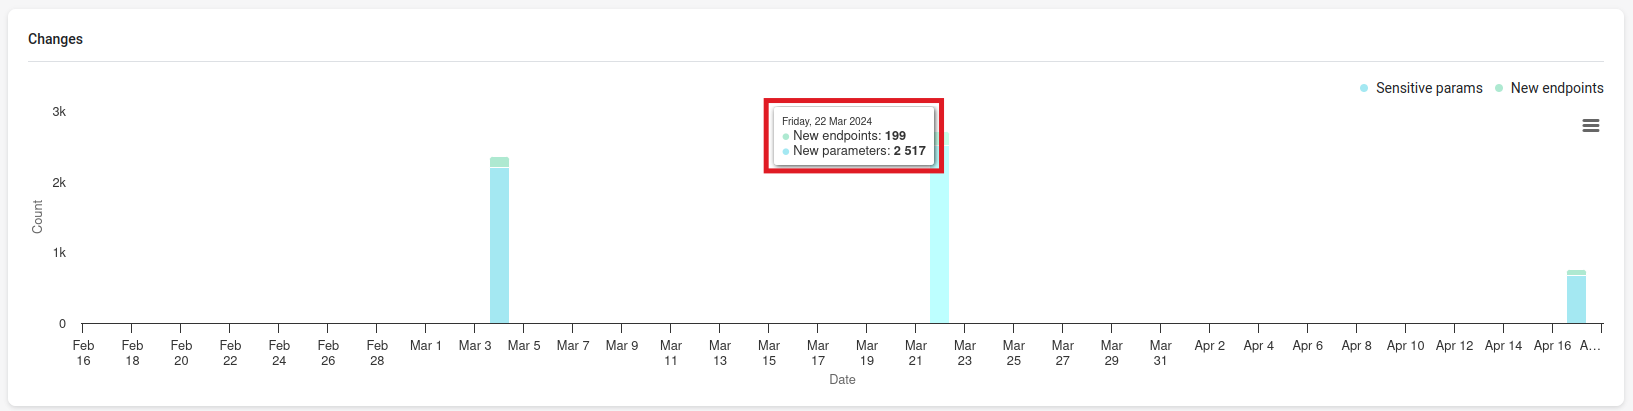 Changes
Sensitive params
New endpoints
3k
2k
1k
0
Count
Friday, 22 Mar 2024
New endpoints: 199
New parameters: 2 517
Feb 16
Feb 18
Feb 20
Feb 22
Feb 24
Feb 26
Feb 28
Mar 1
Mar 3
Mar 5
Mar 7
Mar 9
Mar 11
Mar 13
Mar 15
Mar 17
Mar 19
Mar 21
Mar 23
Mar 25
Mar 27
Mar 29
Mar 31
Apr 2
Apr 4
Apr 6
Apr 8
Apr 10
Apr 12
Apr 14
Apr 16
A…
Date